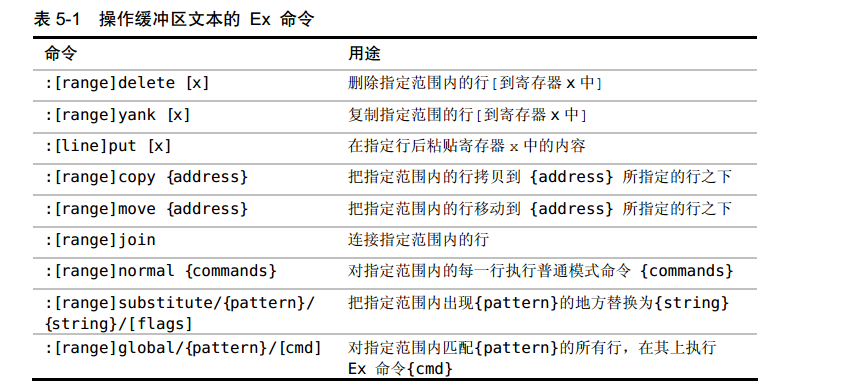 表 5-1 操作缓冲区文本的 Ex 命令
命令 用途
:[range]delete [x] 删除指定范围内的行[到寄存器 x 中]
:[range]yank [x] 复制指定范围的行[到寄存器 x 中]
:[line]put [x] 在指定行后粘贴寄存器 x 中的内容
:[range]copy {address} 把指定范围内的行拷贝到 {address} 所指定的行之下
:[range]move {address} 把指定范围内的行移动到 {address} 所指定的行之下
:[range]join 连接指定范围内的行
:[range]normal {commands} 对指定范围内的每一行执行普通模式命令 {commands}
:[range]substitute/{pattern}/ 把指定范围内出现{pattern}的地方替换为{string}
{string}/[flags]
:[range]global/{pattern}/[cmd] 对指定范围内匹配{pattern}的所有行，在其上执行
Ex 命令{cmd}